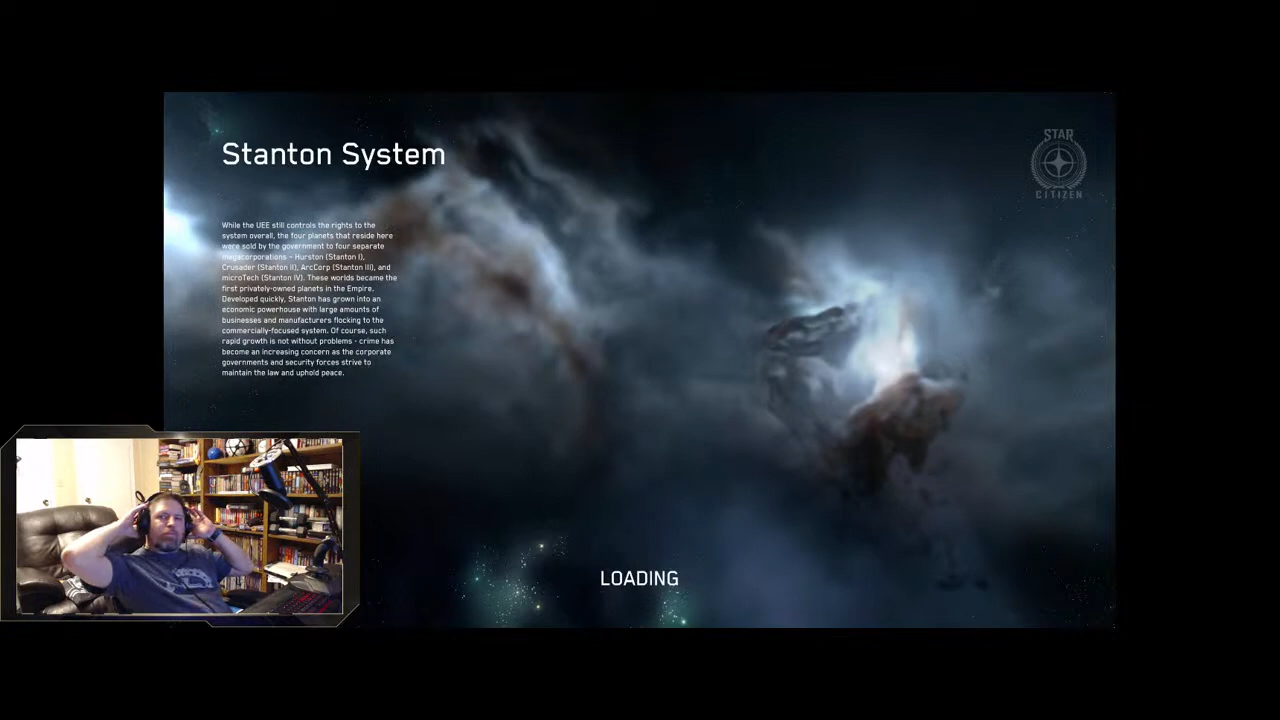 Stanton System
STAR
CITIZEN
While the UEE still controls the rights to the
system overall, the four planets that reside here
were sold by the government to four separate
megacorporations - Hurston (Stanton I),
Crusader (Stanton II), ArcCorp (Stanton III), and
microTech (Stanton IV). These worlds became the
first privately-owned planets in the Empire.
Developed quickly, Stanton has grown into an
economic powerhouse with large amounts of
businesses and manufacturers flocking to the
commercially-focused system. Of course, such
rapid growth is not without problems - crime has
become an increasing concern as the corporate
governments and security forces strive to
maintain the law and uphold peace.
LOADING